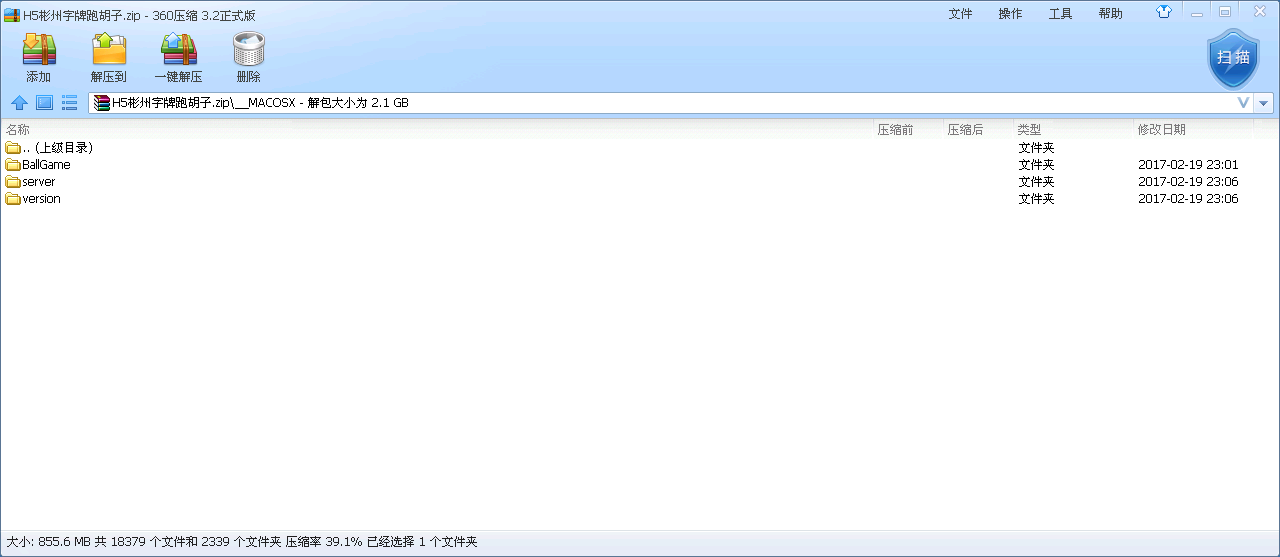 H5彬州字牌跑胡子.zip - 360压缩 3.2正式版 文件 操作 工具 帮助
添加 解压到 一键解压 删除 扫描
H5彬州字牌跑胡子.zip\__MACOSX - 解包大小为 2.1 GB
名称 压缩前 压缩后 类型 修改日期
.. (上级目录) 文件夹
BallGame 文件夹 2017-02-19 23:01
server 文件夹 2017-02-19 23:06
version 文件夹 2017-02-19 23:06
大小: 855.6 MB 共 18379 个文件和 2339 个文件夹 压缩率 39.1% 已经选择 1 个文件夹